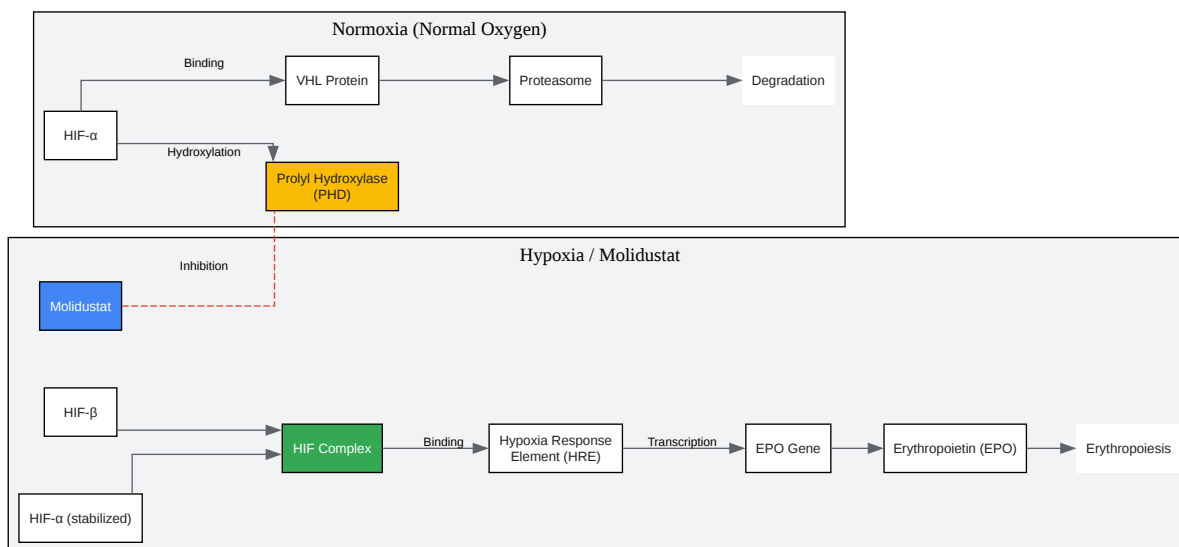 Normoxia (Normal Oxygen)
Binding
VHL Protein
Proteasome
Degradation
HIF-α
Hydroxylation
Prolyl Hydroxylase
(PHD)
Hypoxia / Molidustat
Inhibition
Molidustat
HIF-β
HIF Complex
Binding
Hypoxia Response
Element (HRE)
Transcription
EPO Gene
Erythropoietin (EPO)
Erythropoiesis
HIF-α (stabilized)